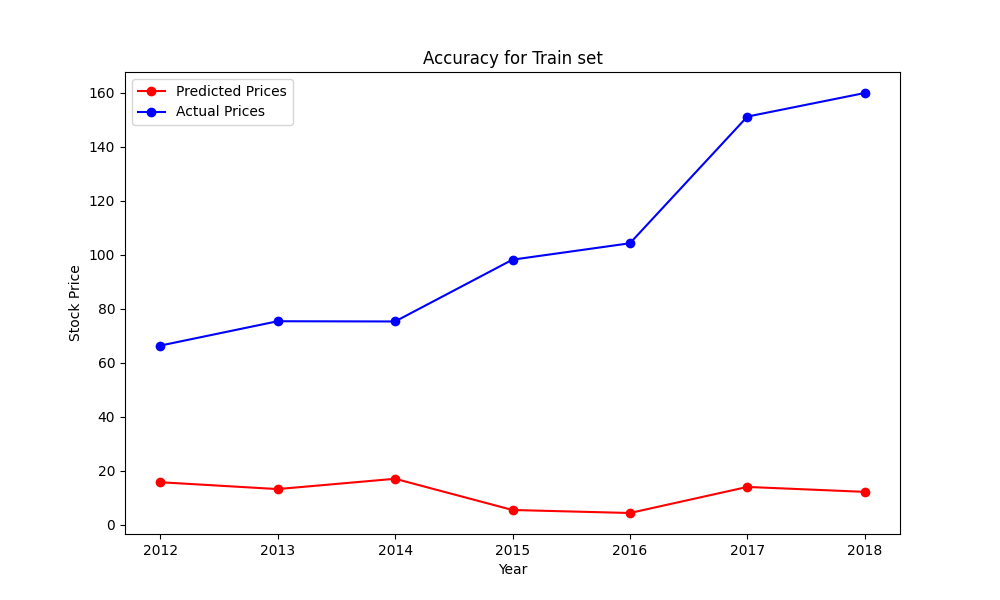 Accuracy for Train set
Predicted Prices
Actual Prices
160
140
120
100
80
60
40
20
0
Stock Price
2012 2013 2014 2015 2016 2017 2018
Year